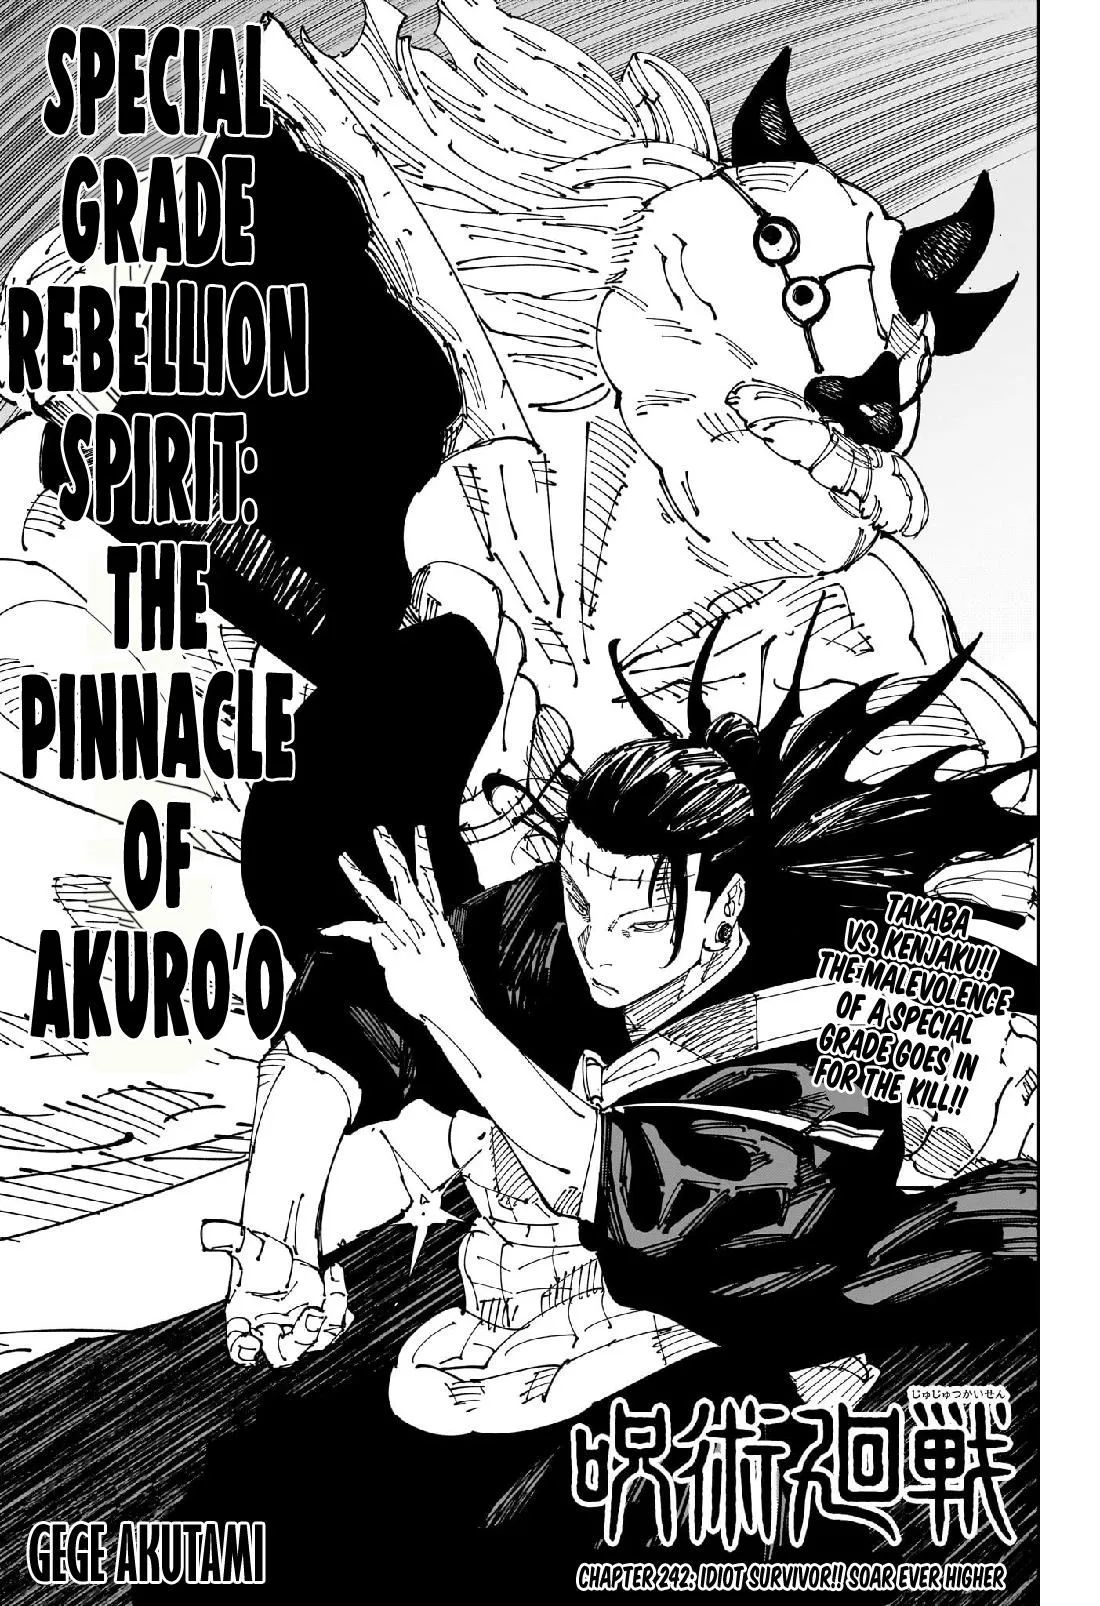 SPECIAL
GRADE
REBELLION
SPIRIT:
THE
PINNACLE
OF
AKURO'O
TAKABA
VS. KENJAKU!!
THE MALEVOLENCE
OF A SPECIAL
GRADE GOES IN
FOR THE KILL!!
じゅじゅつかいせん
呪術廻戦
GEGE AKUTAMI
CHAPTER 242: IDIOT SURVIVOR!! SOAR EVER HIGHER